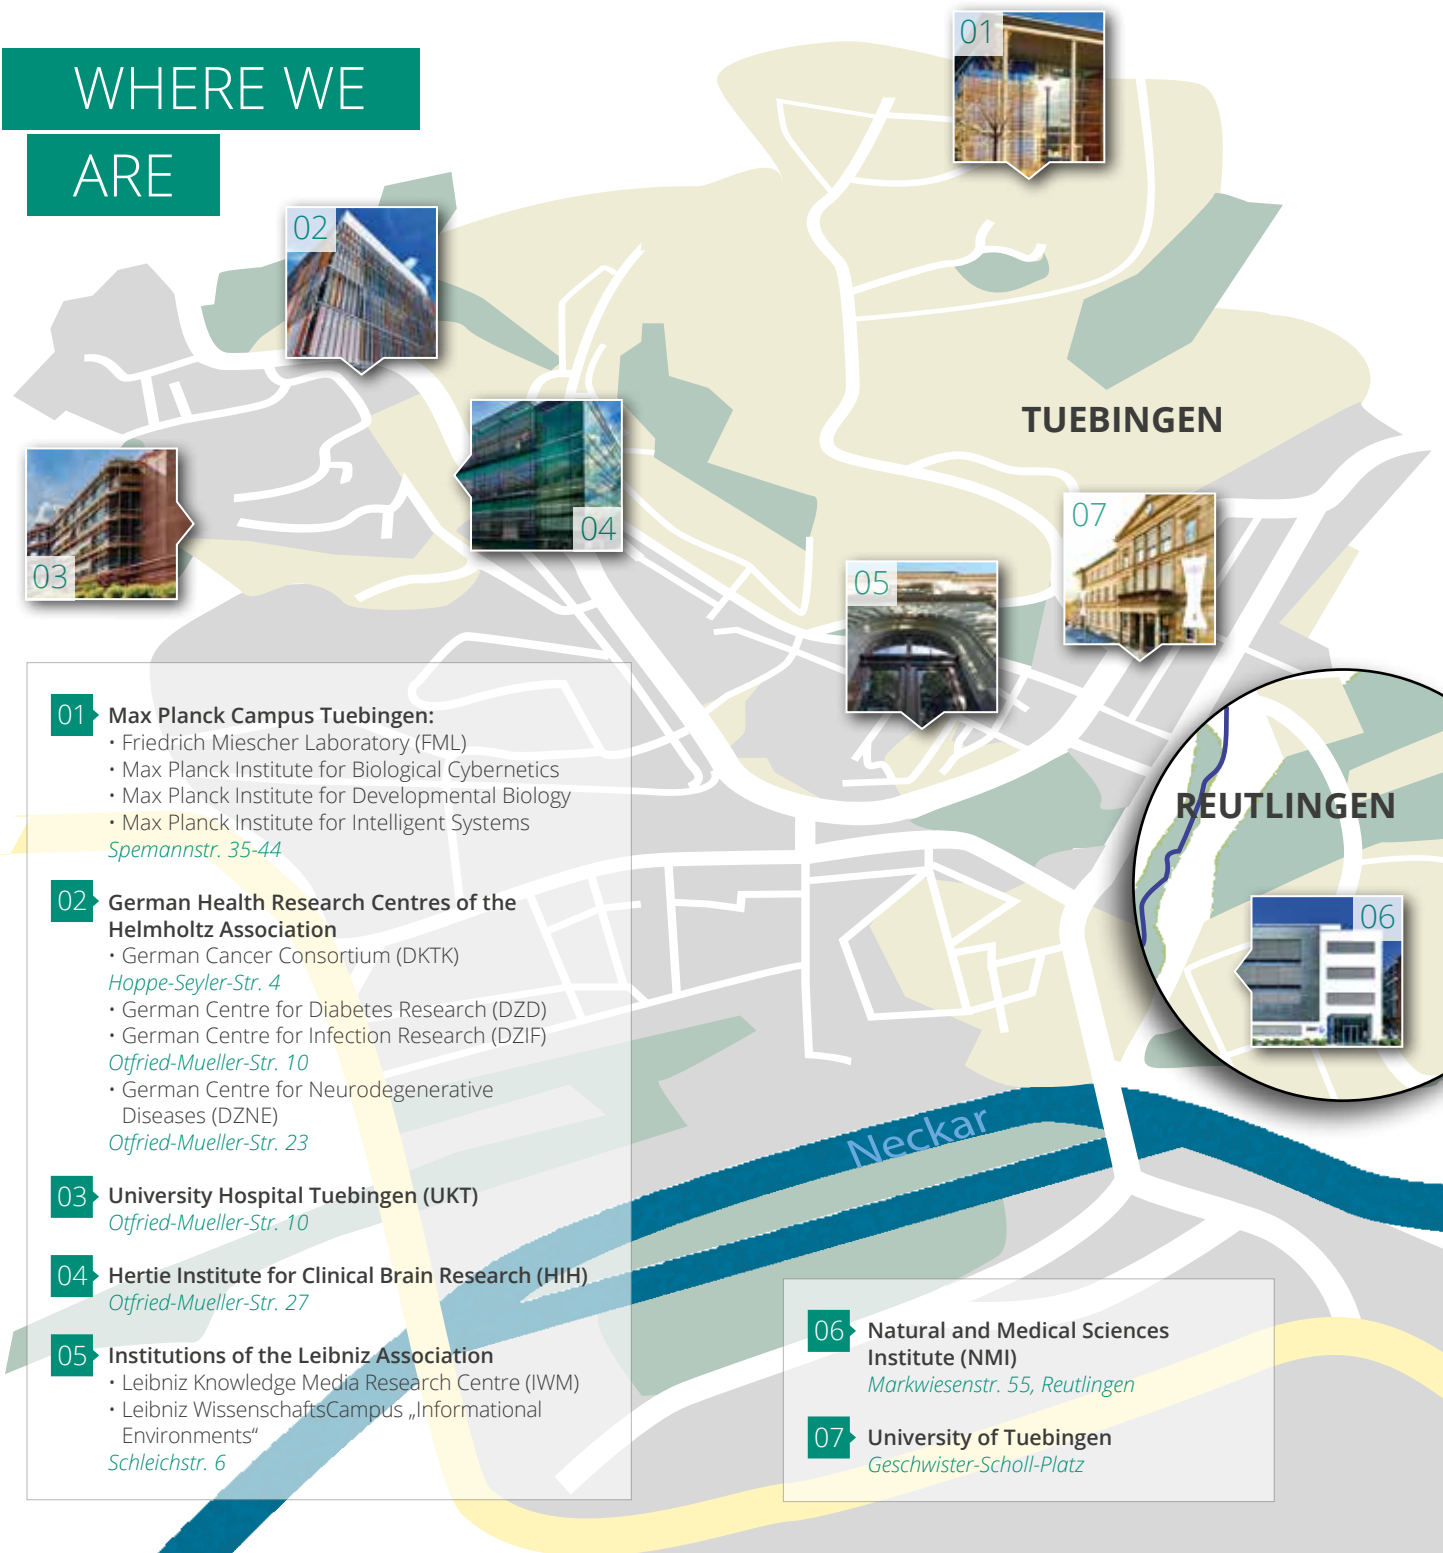 WHERE WE
ARE
01
02
03
04
05
07
06
TUEBINGEN
REUTLINGEN
Neckar
01 Max Planck Campus Tuebingen:
• Friedrich Miescher Laboratory (FML)
• Max Planck Institute for Biological Cybernetics
• Max Planck Institute for Developmental Biology
• Max Planck Institute for Intelligent Systems
Spemannstr. 35-44
02 German Health Research Centres of the
Helmholtz Association
• German Cancer Consortium (DKTK)
Hoppe-Seyler-Str. 4
• German Centre for Diabetes Research (DZD)
• German Centre for Infection Research (DZIF)
Otfried-Mueller-Str. 10
• German Centre for Neurodegenerative
Diseases (DZNE)
Otfried-Mueller-Str. 23
03 University Hospital Tuebingen (UKT)
Otfried-Mueller-Str. 10
04 Hertie Institute for Clinical Brain Research (HIH)
Otfried-Mueller-Str. 27
05 Institutions of the Leibniz Association
• Leibniz Knowledge Media Research Centre (IWM)
• Leibniz WissenschaftsCampus „Informational
Environments“
Schleichstr. 6
06 Natural and Medical Sciences
Institute (NMI)
Markwiesenstr. 55, Reutlingen
07 University of Tuebingen
Geschwister-Scholl-Platz